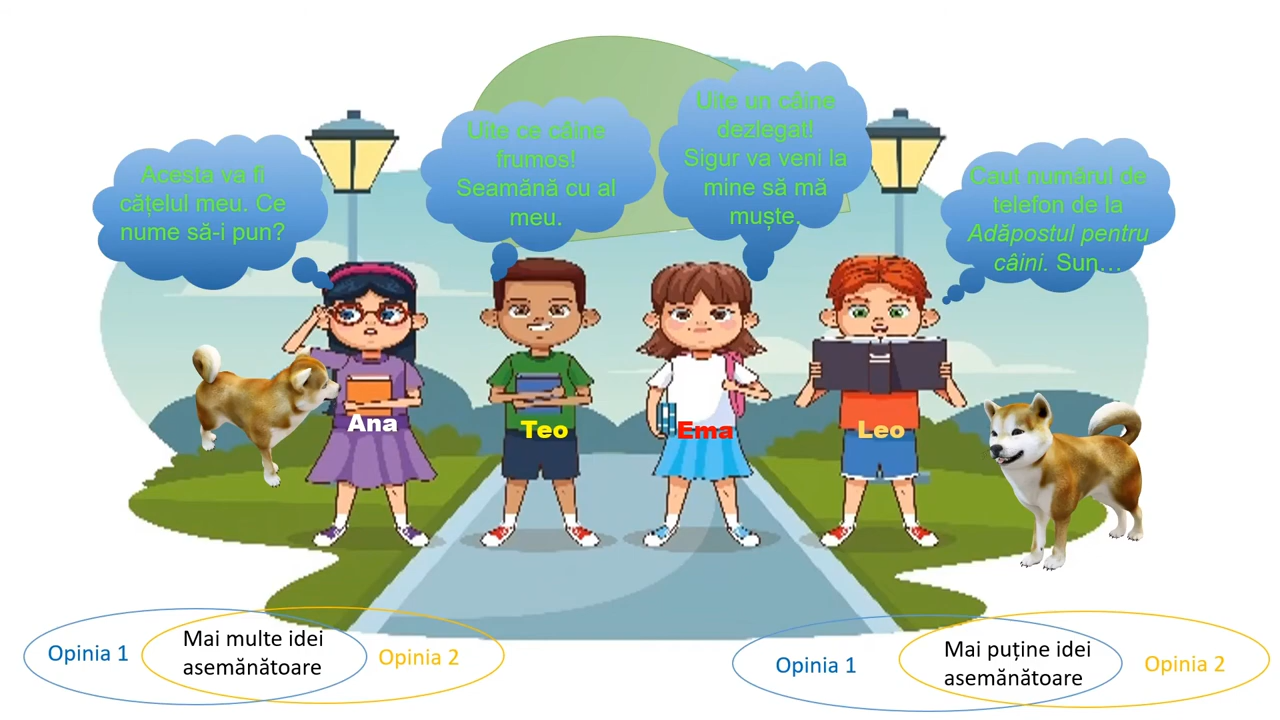 Acesta va fi
cățelul meu. Ce
nume să-i pun?
Uite ce câine
frumos!
Seamănă cu al
meu.
Uite un câine
dezlegat!
Sigur va veni la
mine să mă
muște.
Caut numărul de
telefon de la
Adăpostul pentru
câini. Sun...
Ana
Teo
Ema
Leo
Opinia 1
Mai multe idei
asemănătoare
Opinia 2
Opinia 1
Mai puține idei
asemănătoare
Opinia 2